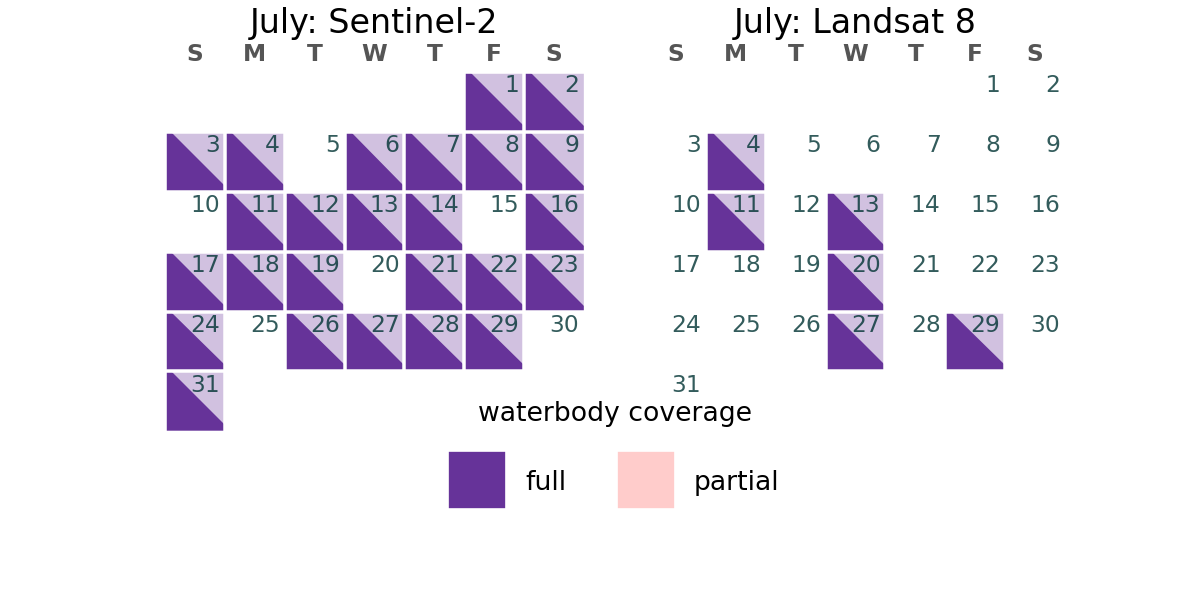 July: Sentinel-2
S M T W T F S
1 2
3 4 5 6 7 8 9
10 11 12 13 14 15 16
17 18 19 20 21 22 23
24 25 26 27 28 29 30
31
July: Landsat 8
S M T W T F S
1 2
3 4 5 6 7 8 9
10 11 12 13 14 15 16
17 18 19 20 21 22 23
24 25 26 27 28 29 30
31
waterbody coverage
full partial